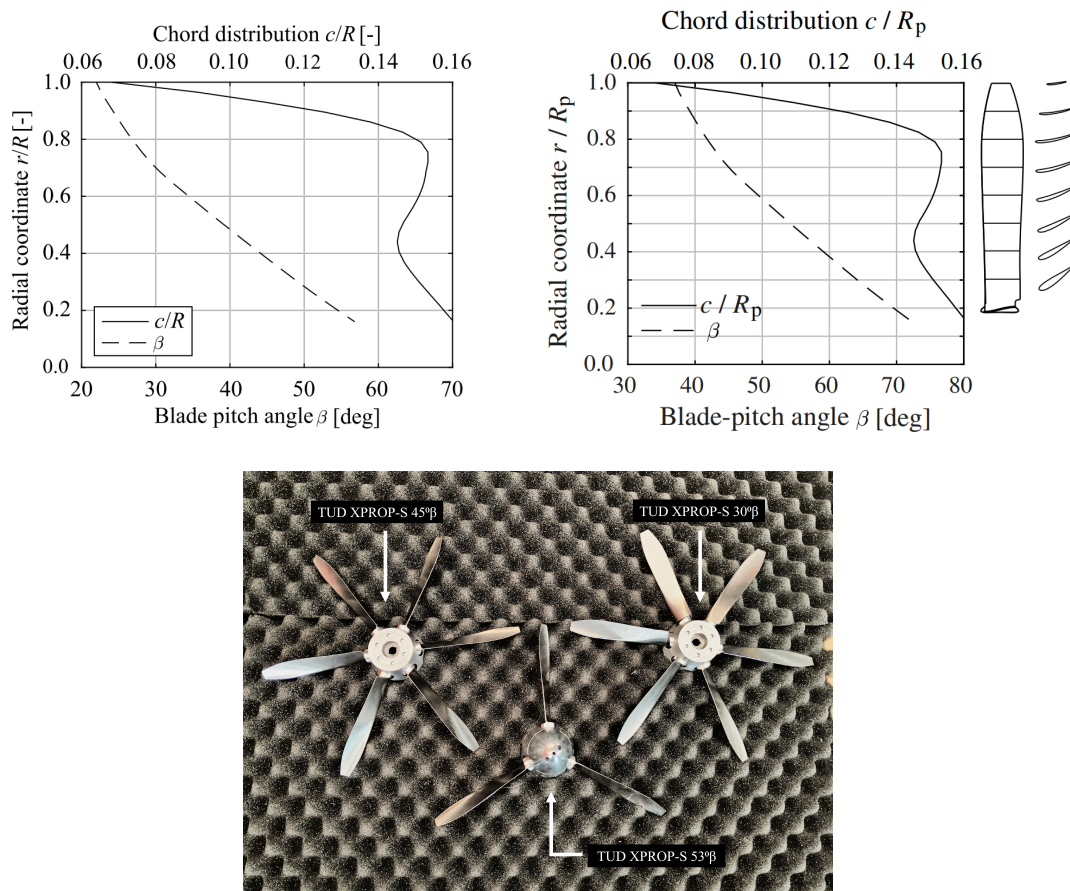 Chord distribution c/R [-]
0.06 0.08 0.10 0.12 0.14 0.16
Radial coordinate r/R [-]
1.0
0.8
0.6
0.4
0.2
0.0
c/R
β
20 30 40 50 60 70
Blade pitch angle β [deg]
Chord distribution c / Rp
0.06 0.08 0.10 0.12 0.14 0.16
Radial coordinate r / Rp
1.0
0.8
0.6
0.4
0.2
0.0
c / Rp
β
30 40 50 60 70 80
Blade-pitch angle β [deg]
TUD XPROP-S 45ºβ
TUD XPROP-S 30ºβ
TUD XPROP-S 53ºβ